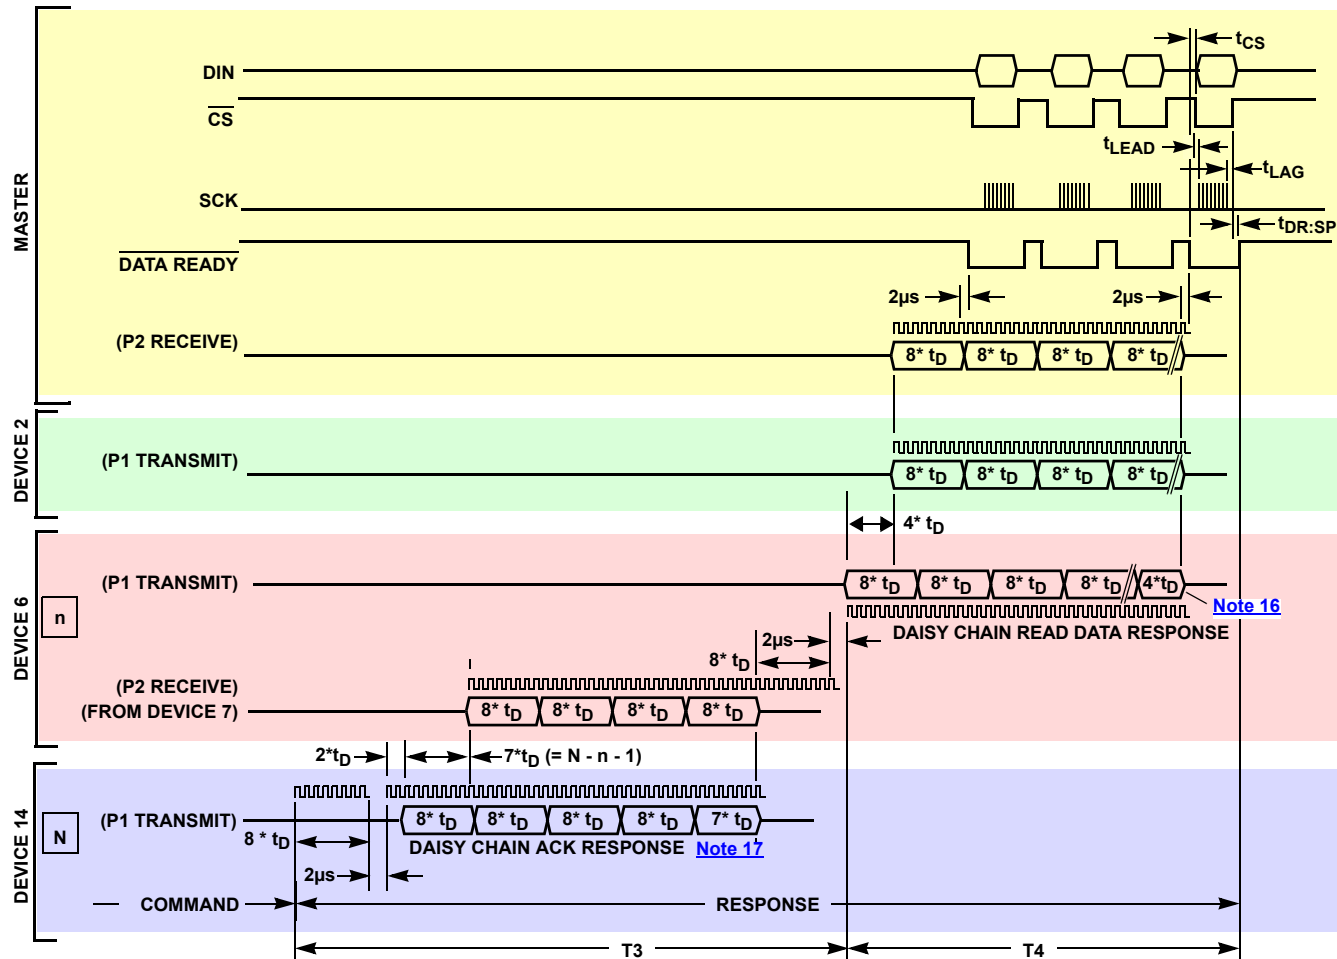 MASTER
tCS
DIN
CS
tLEAD
tLAG
SCK
tDR:SP
DATA READY
2µs
2µs
(P2 RECEIVE)
8* tD
8* tD
8* tD
8* tD
DEVICE 2
(P1 TRANSMIT)
8* tD
8* tD
8* tD
8* tD
4* tD
DEVICE 6
n
(P1 TRANSMIT)
8* tD
8* tD
8* tD
8* tD
4*tD
Note 16
DAISY CHAIN READ DATA RESPONSE
2µs
8* tD
(P2 RECEIVE)
(FROM DEVICE 7)
8* tD
8* tD
8* tD
8* tD
2*tD
7*tD (= N - n - 1)
DEVICE 14
N
(P1 TRANSMIT)
8* tD
8* tD
8* tD
8* tD
7* tD
8 * tD
DAISY CHAIN ACK RESPONSE
Note 17
2µs
COMMAND
RESPONSE
T3
T4